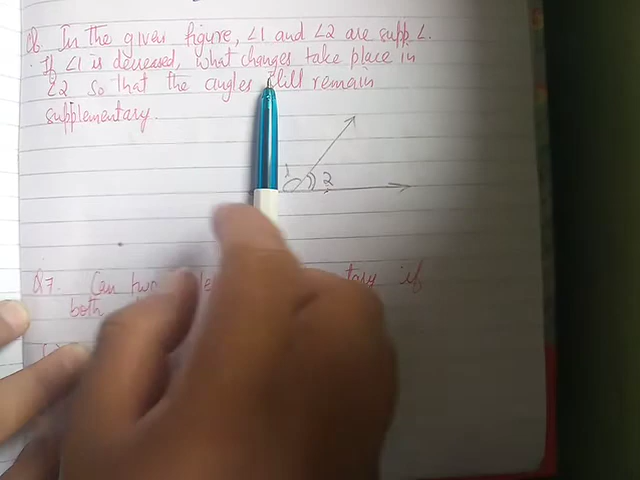 Q6. In the given figure, ∠1 and ∠2 are supp ∠.
If ∠1 is decreased, what changes take place in
∠2 so that the angles still remain
supplementary.
1
2
Q7. Can two if
both